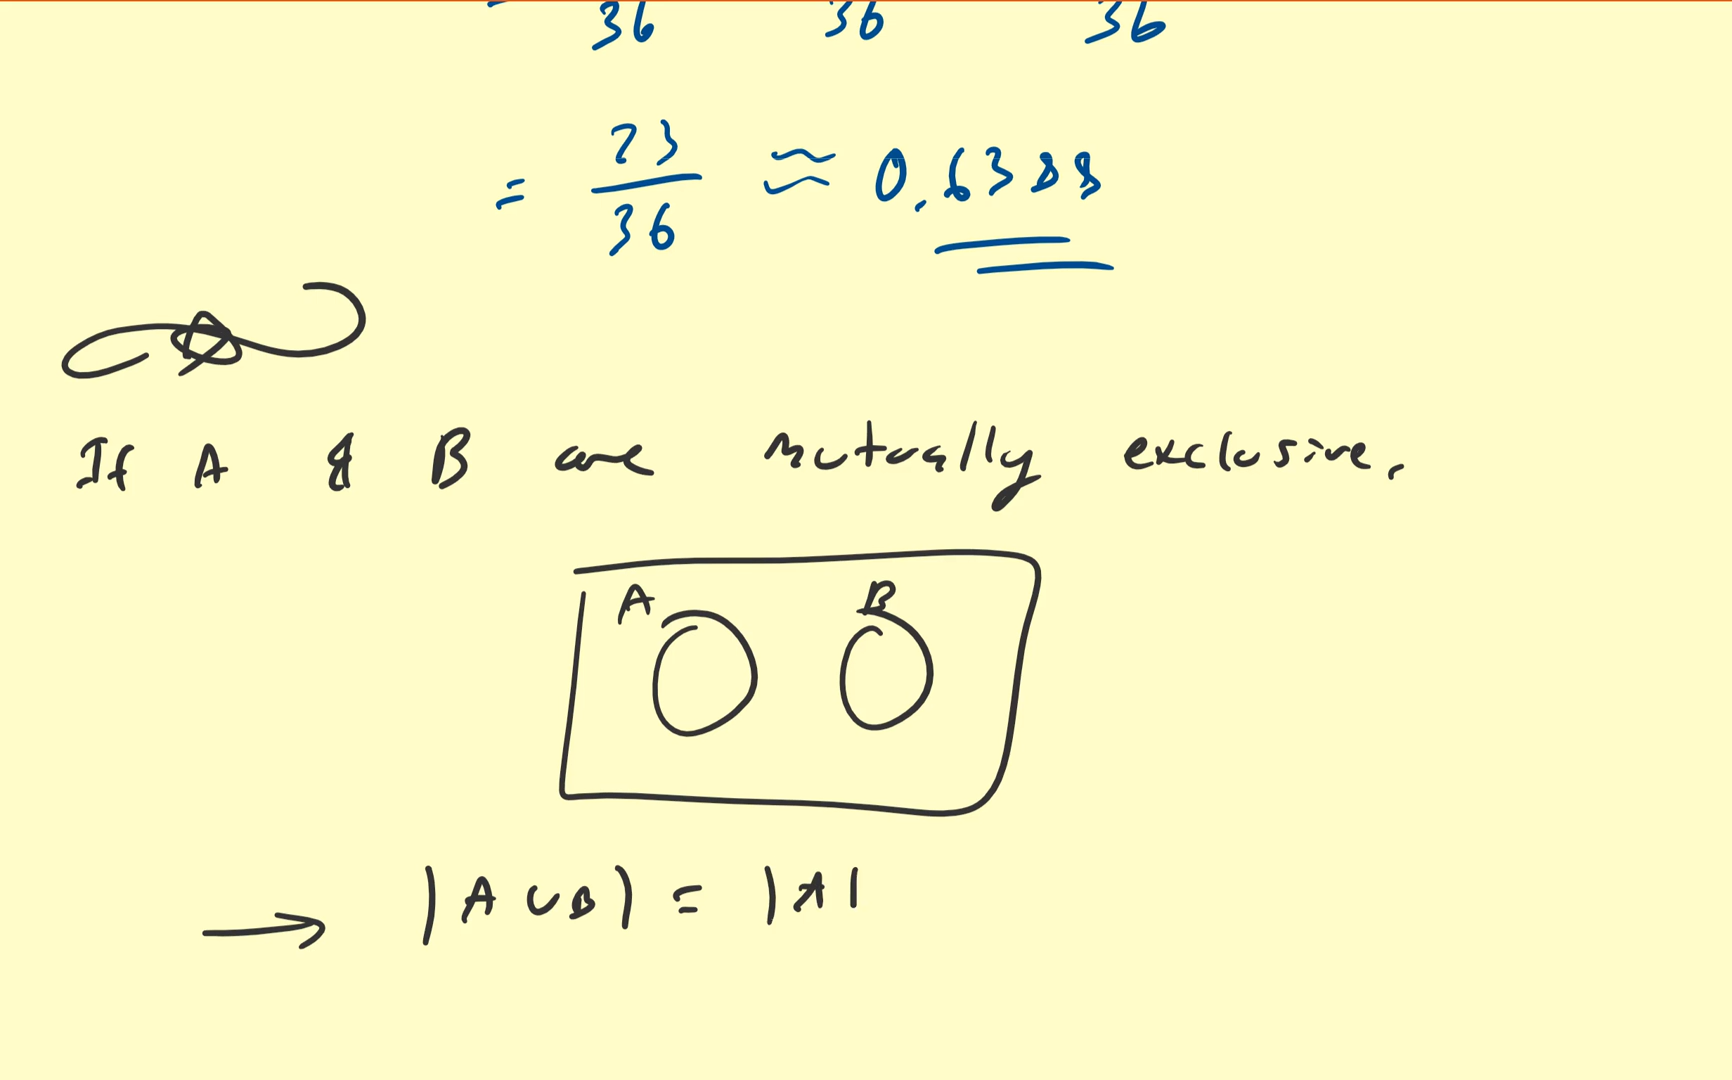 36 36 36
= 23/36 ≈ 0.6388
If A & B are mutually exclusive,
A B
→ |A ∪ B| = |A|